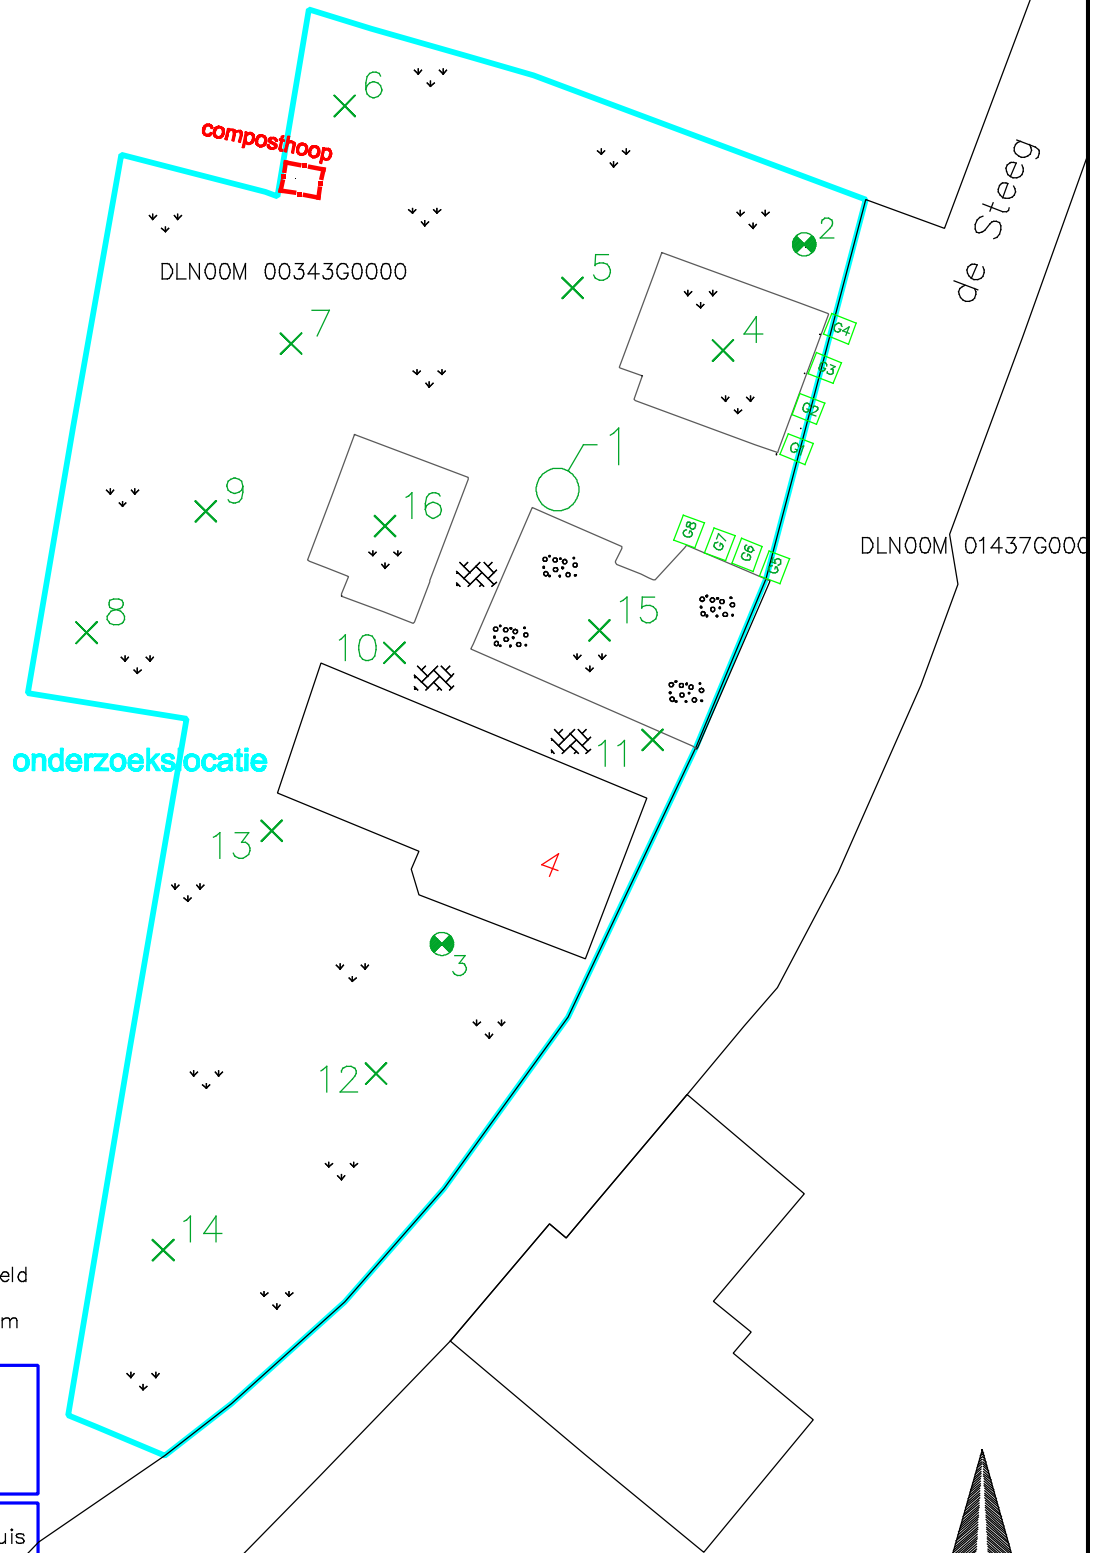 6
composthoop
de Steeg
2
DLN00M 00343G0000
5
7
4
G4
G3
G2
G1
1
9
16
G8
G7
G6
G5
DLN00M 01437G000
8
15
10
11
onderzoekslocatie
13
4
3
12
14
eld
m
uis